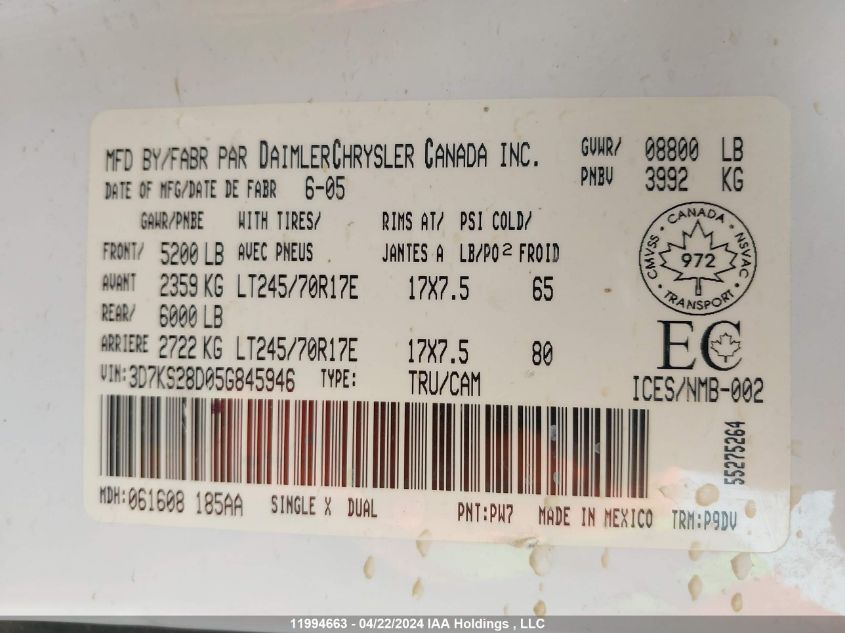 MFD BY/FABR PAR DAIMLERCHRYSLER CANADA INC.
DATE OF MFG/DATE DE FABR 6-05
GVWR/ 08800 LB
PNBV 3992 KG
GAWR/PNBE WITH TIRES/ RIMS AT/ PSI COLD/
FRONT/ 5200 LB AVEC PNEUS JANTES A LB/PO² FROID
AVANT 2359 KG LT245/70R17E 17X7.5 65
REAR/ 6000 LB
ARRIERE 2722 KG LT245/70R17E 17X7.5 80
VIN: 3D7KS28D05G845946 TYPE: TRU/CAM
CANADA
CMVSS 972 NSVAC
TRANSPORT
EC
ICES/NMB-002
55275264
MDH: 061608 185AA SINGLE X DUAL PNT: PW7 MADE IN MEXICO TRM: P9DV
11994663 - 04/22/2024 IAA Holdings , LLC